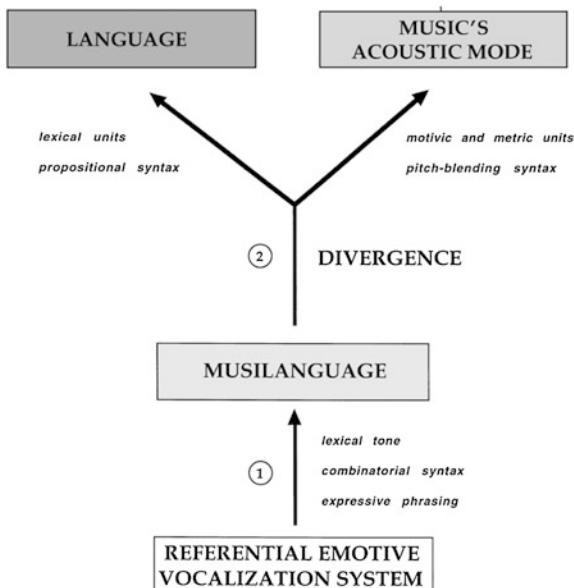 LANGUAGE
MUSIC'S
ACOUSTIC MODE
lexical units
propositional syntax
motivic and metric units
pitch-blending syntax
2
DIVERGENCE
MUSILANGUAGE
1
lexical tone
combinatorial syntax
expressive phrasing
REFERENTIAL EMOTIVE
VOCALIZATION SYSTEM